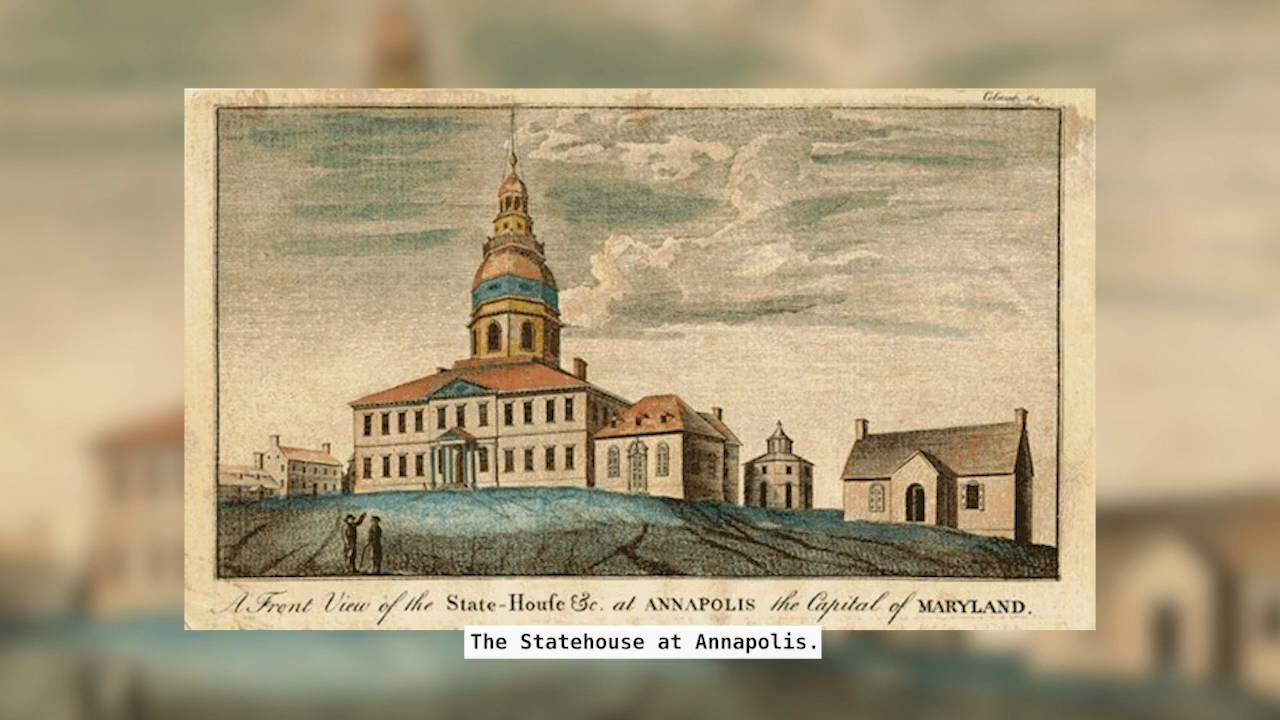 A Front View of the State-Houſe &c. at ANNAPOLIS the Capital of MARYLAND.
The Statehouse at Annapolis.